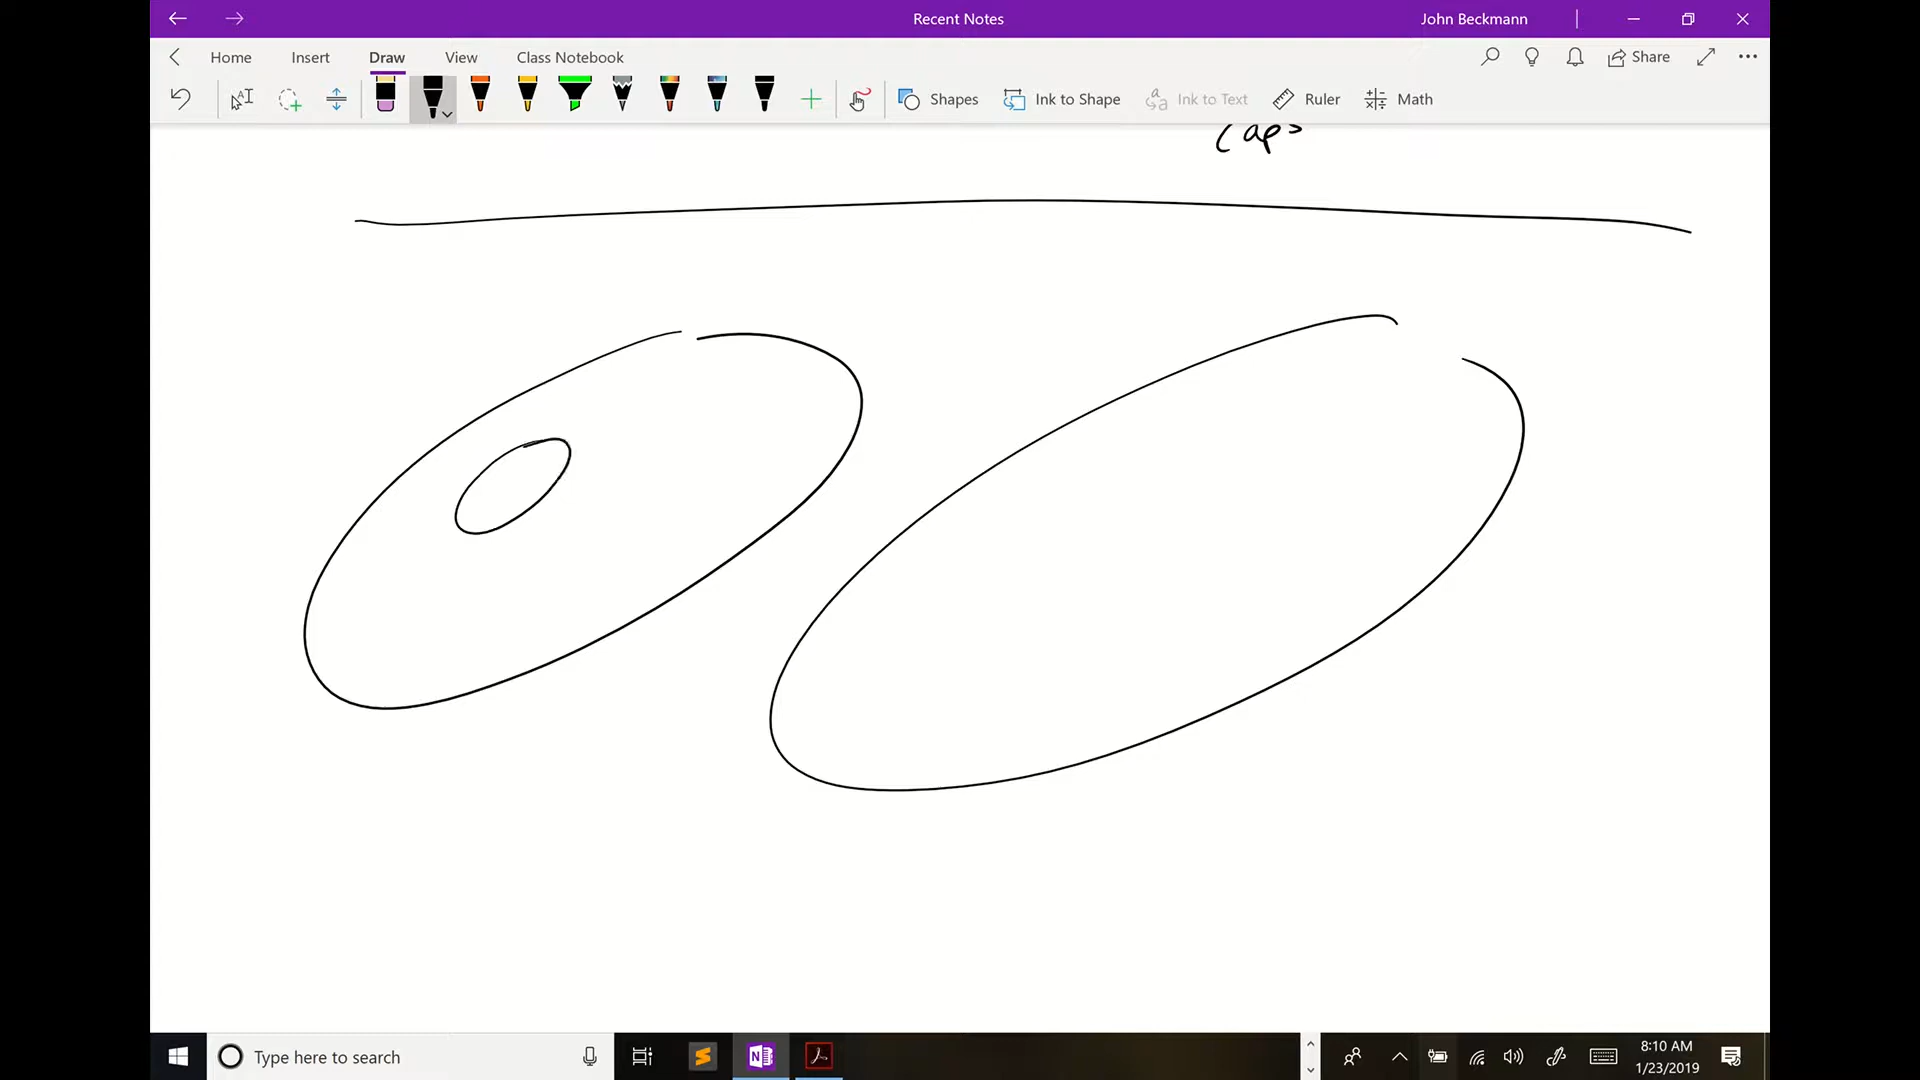 Recent Notes
John Beckmann
Home Insert Draw View Class Notebook
Share
Shapes Ink to Shape Ink to Text Ruler Math
Type here to search
8:10 AM
1/23/2019